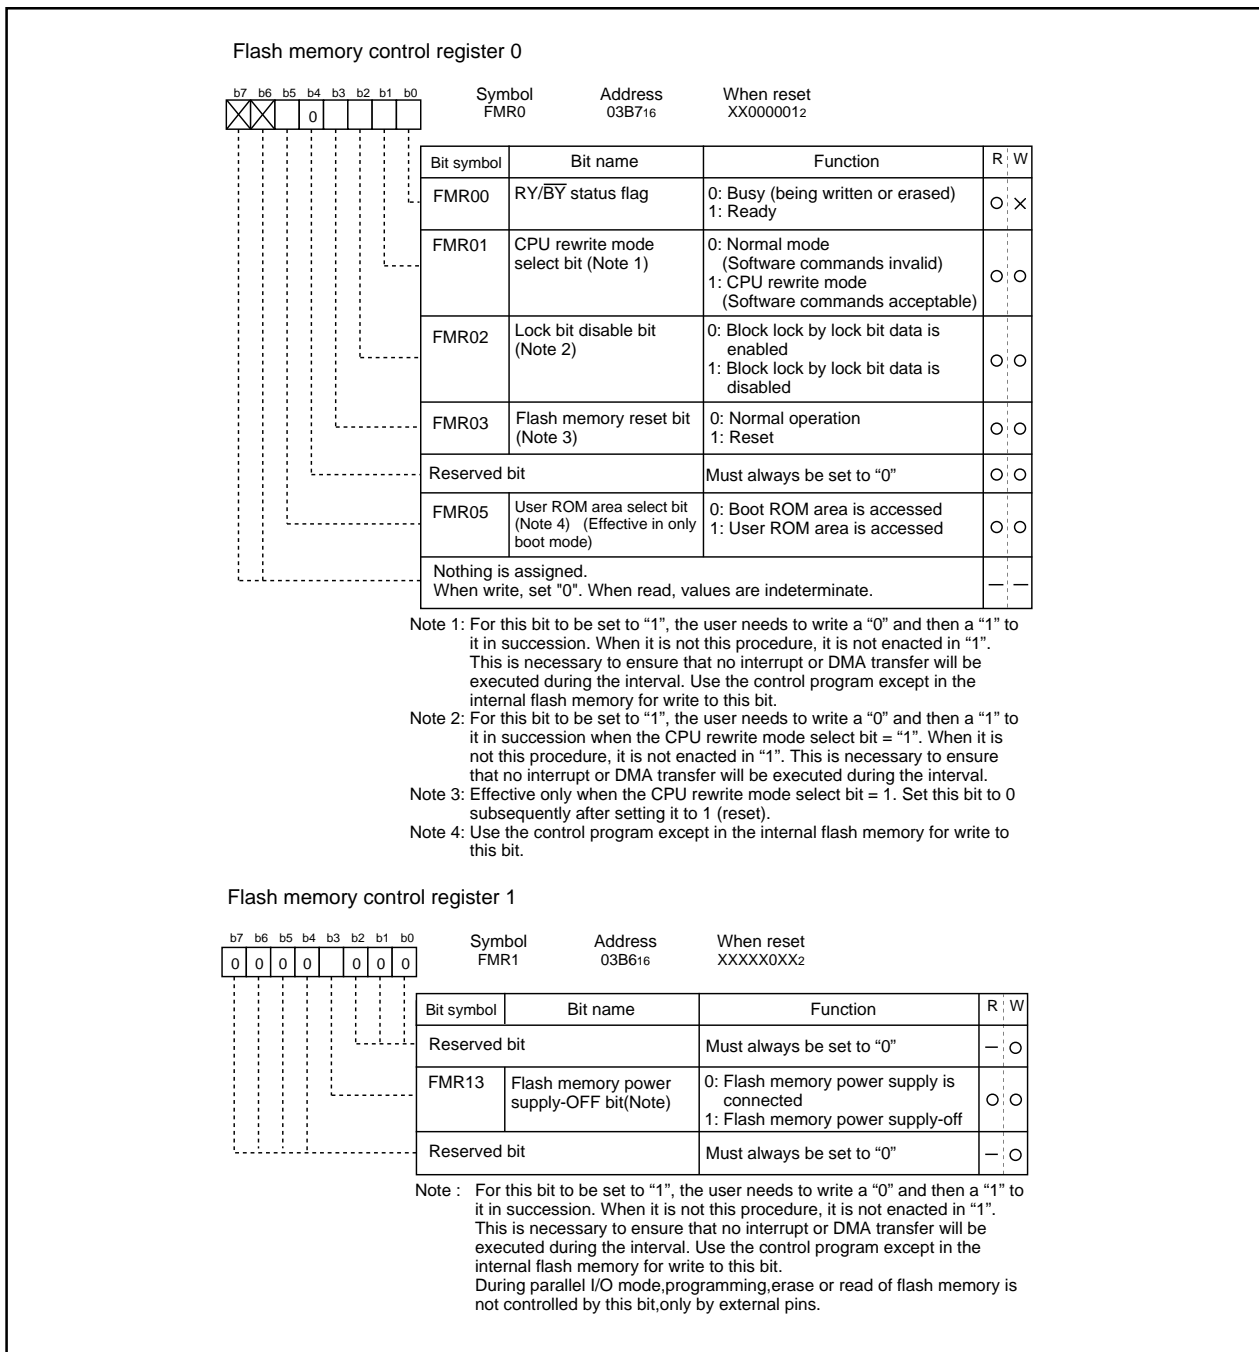 Flash memory control register 0
b7 b6 b5 b4 b3 b2 b1 b0
Symbol Address When reset
FMR0 03B716 XX0000012
0
Bit symbol Bit name Function R W
FMR00 RY/BY status flag 0: Busy (being written or erased)
1: Ready
FMR01 CPU rewrite mode 0: Normal mode
select bit (Note 1) (Software commands invalid)
1: CPU rewrite mode
(Software commands acceptable)
FMR02 Lock bit disable bit 0: Block lock by lock bit data is
(Note 2) enabled
1: Block lock by lock bit data is
disabled
FMR03 Flash memory reset bit 0: Normal operation
(Note 3) 1: Reset
Reserved bit Must always be set to “0”
FMR05 User ROM area select bit 0: Boot ROM area is accessed
(Note 4) (Effective in only 1: User ROM area is accessed
boot mode)
Nothing is assigned.
When write, set "0". When read, values are indeterminate.
Note 1: For this bit to be set to “1”, the user needs to write a “0” and then a “1” to
it in succession. When it is not this procedure, it is not enacted in “1”.
This is necessary to ensure that no interrupt or DMA transfer will be
executed during the interval. Use the control program except in the
internal flash memory for write to this bit.
Note 2: For this bit to be set to “1”, the user needs to write a “0” and then a “1” to
it in succession when the CPU rewrite mode select bit = “1”. When it is
not this procedure, it is not enacted in “1”. This is necessary to ensure
that no interrupt or DMA transfer will be executed during the interval.
Note 3: Effective only when the CPU rewrite mode select bit = 1. Set this bit to 0
subsequently after setting it to 1 (reset).
Note 4: Use the control program except in the internal flash memory for write to
this bit.
Flash memory control register 1
b7 b6 b5 b4 b3 b2 b1 b0
Symbol Address When reset
FMR1 03B616 XXXXX0XX2
0 0 0 0 0 0 0
Bit symbol Bit name Function R W
Reserved bit Must always be set to “0”
FMR13 Flash memory power 0: Flash memory power supply is
supply-OFF bit(Note) connected
1: Flash memory power supply-off
Reserved bit Must always be set to “0”
Note : For this bit to be set to “1”, the user needs to write a “0” and then a “1” to
it in succession. When it is not this procedure, it is not enacted in “1”.
This is necessary to ensure that no interrupt or DMA transfer will be
executed during the interval. Use the control program except in the
internal flash memory for write to this bit.
During parallel I/O mode,programming,erase or read of flash memory is
not controlled by this bit,only by external pins.